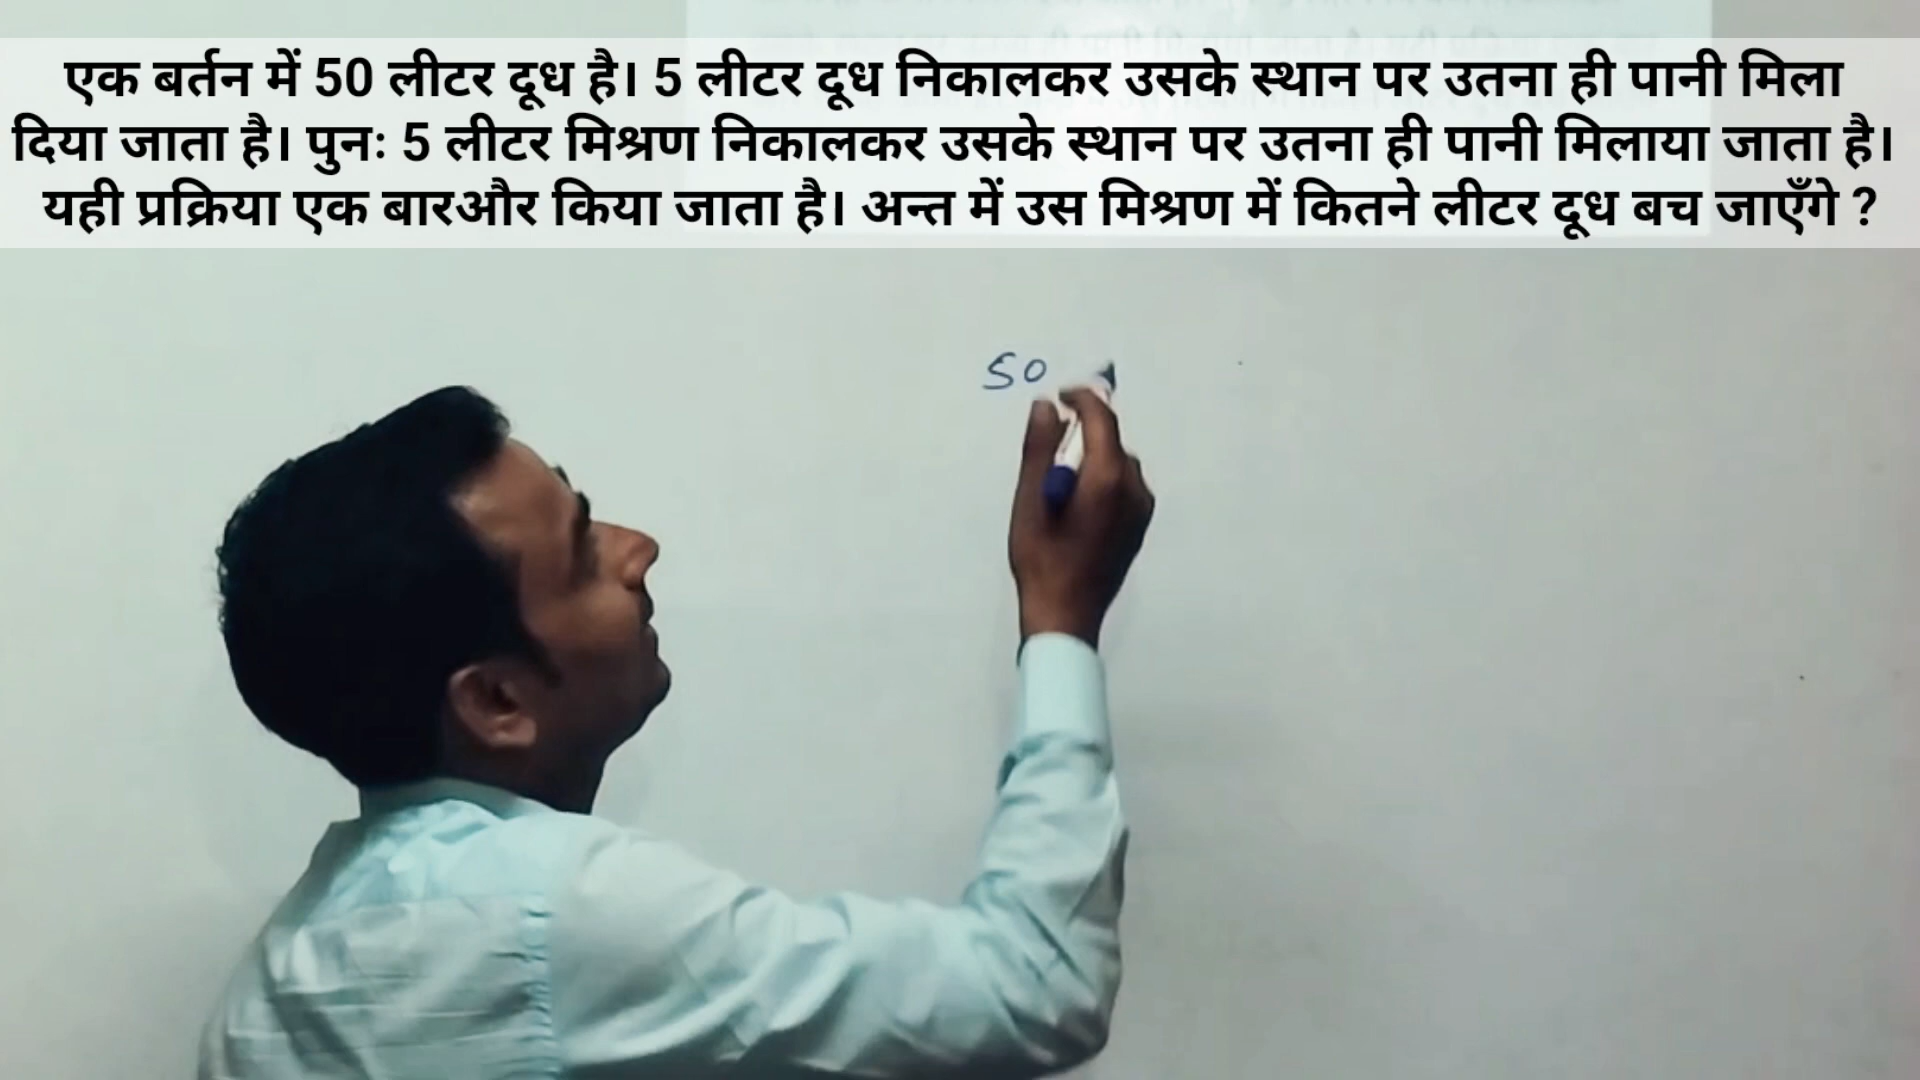 एक बर्तन में 50 लीटर दूध है। 5 लीटर दूध निकालकर उसके स्थान पर उतना ही पानी मिला
दिया जाता है। पुनः 5 लीटर मिश्रण निकालकर उसके स्थान पर उतना ही पानी मिलाया जाता है।
यही प्रक्रिया एक बारऔर किया जाता है। अन्त में उस मिश्रण में कितने लीटर दूध बच जाएँगे ?
50